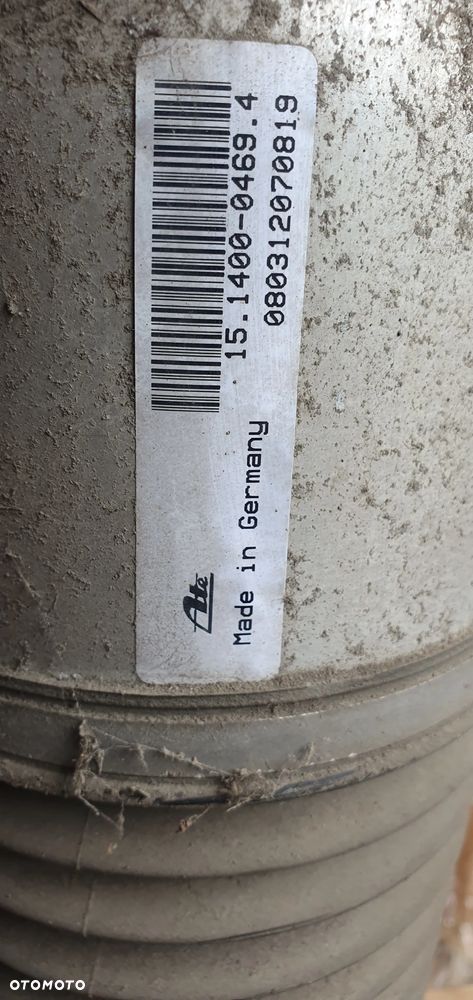 15.1400-0469.4
080312070819
Ate
Made in Germany
OTOMOTO